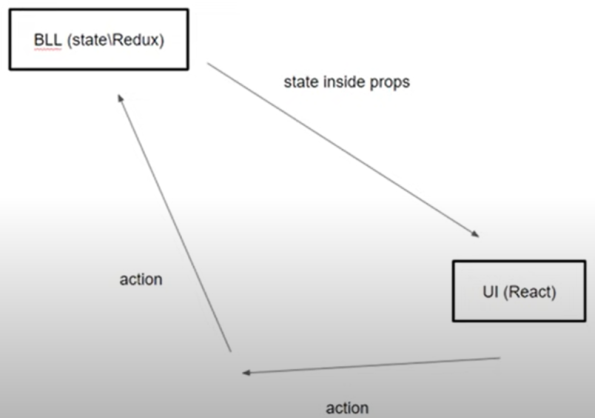 BLL (state\Redux)
state inside props
action
UI (React)
action